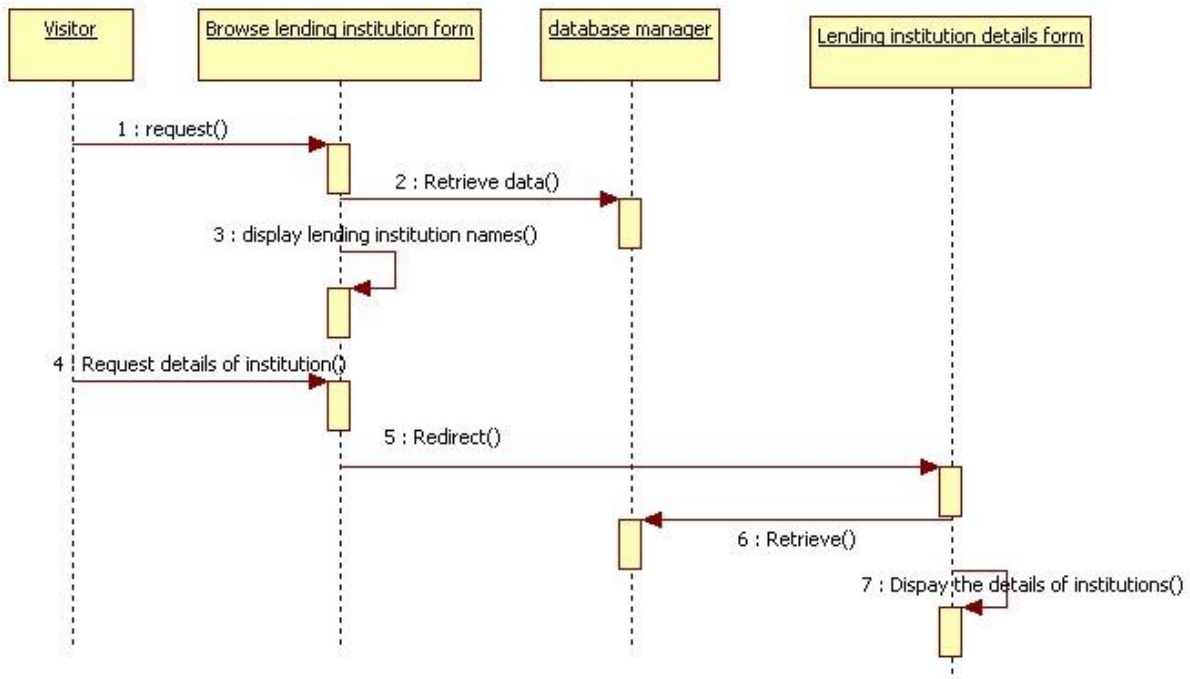 Visitor
Browse lending institution form
database manager
Lending institution details form
1 : request()
2 : Retrieve data()
3 : display lending institution names()
4 : Request details of institution()
5 : Redirect()
6 : Retrieve()
7 : Dispay the details of institutions()